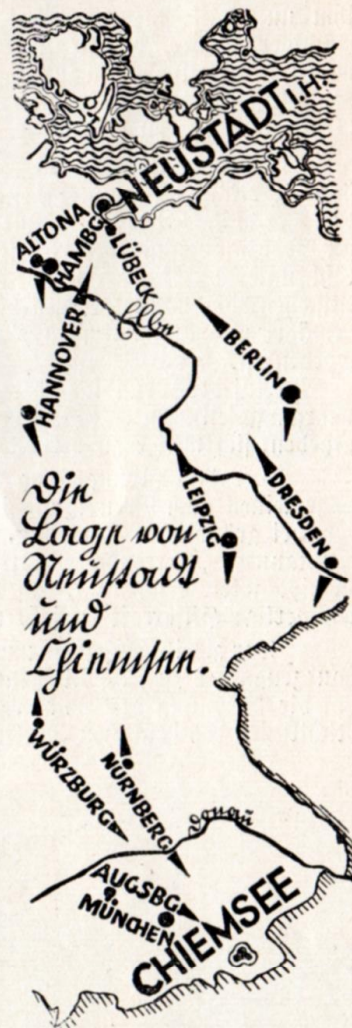 NEUSTADT i.H.
ALTONA
HAMBG
LÜBECK
Elbe
HANNOVER
BERLIN
LEIPZIG
DRESDEN
Die
Lage von
Neustadt
und
Chiemsee.
WÜRZBURG
NÜRNBERG
Donau
AUGSBG
MÜNCHEN
CHIEMSEE